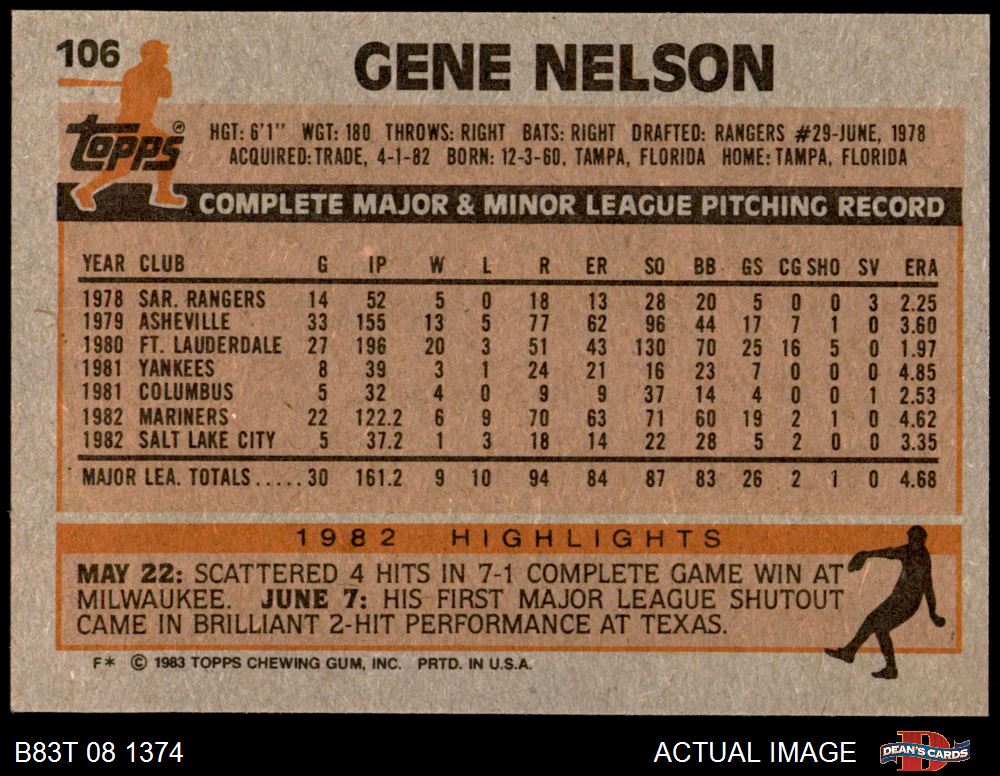 106
GENE NELSON
topps®
HGT: 6'1" WGT: 180 THROWS: RIGHT BATS: RIGHT DRAFTED: RANGERS #29-JUNE, 1978
ACQUIRED: TRADE, 4-1-82 BORN: 12-3-60, TAMPA, FLORIDA HOME: TAMPA, FLORIDA
COMPLETE MAJOR & MINOR LEAGUE PITCHING RECORD
YEAR CLUB G IP W L R ER SO BB GS CG SHO SV ERA
1978 SAR. RANGERS 14 52 5 0 18 13 28 20 5 0 0 3 2.25
1979 ASHEVILLE 33 155 13 5 77 62 96 44 17 7 1 0 3.60
1980 FT. LAUDERDALE 27 196 20 3 51 43 130 70 25 16 5 0 1.97
1981 YANKEES 8 39 3 1 24 21 16 23 7 0 0 0 4.85
1981 COLUMBUS 5 32 4 0 9 9 37 14 4 0 0 1 2.53
1982 MARINERS 22 122.2 6 9 70 63 71 60 19 2 1 0 4.62
1982 SALT LAKE CITY 5 37.2 1 3 18 14 22 28 5 2 0 0 3.35
MAJOR LEA. TOTALS.....30 161.2 9 10 94 84 87 83 26 2 1 0 4.68
1982 HIGHLIGHTS
MAY 22: SCATTERED 4 HITS IN 7-1 COMPLETE GAME WIN AT
MILWAUKEE. JUNE 7: HIS FIRST MAJOR LEAGUE SHUTOUT
CAME IN BRILLIANT 2-HIT PERFORMANCE AT TEXAS.
F* © 1983 TOPPS CHEWING GUM, INC. PRTD. IN U.S.A.
B83T 08 1374 ACTUAL IMAGE DEAN'S CARDS